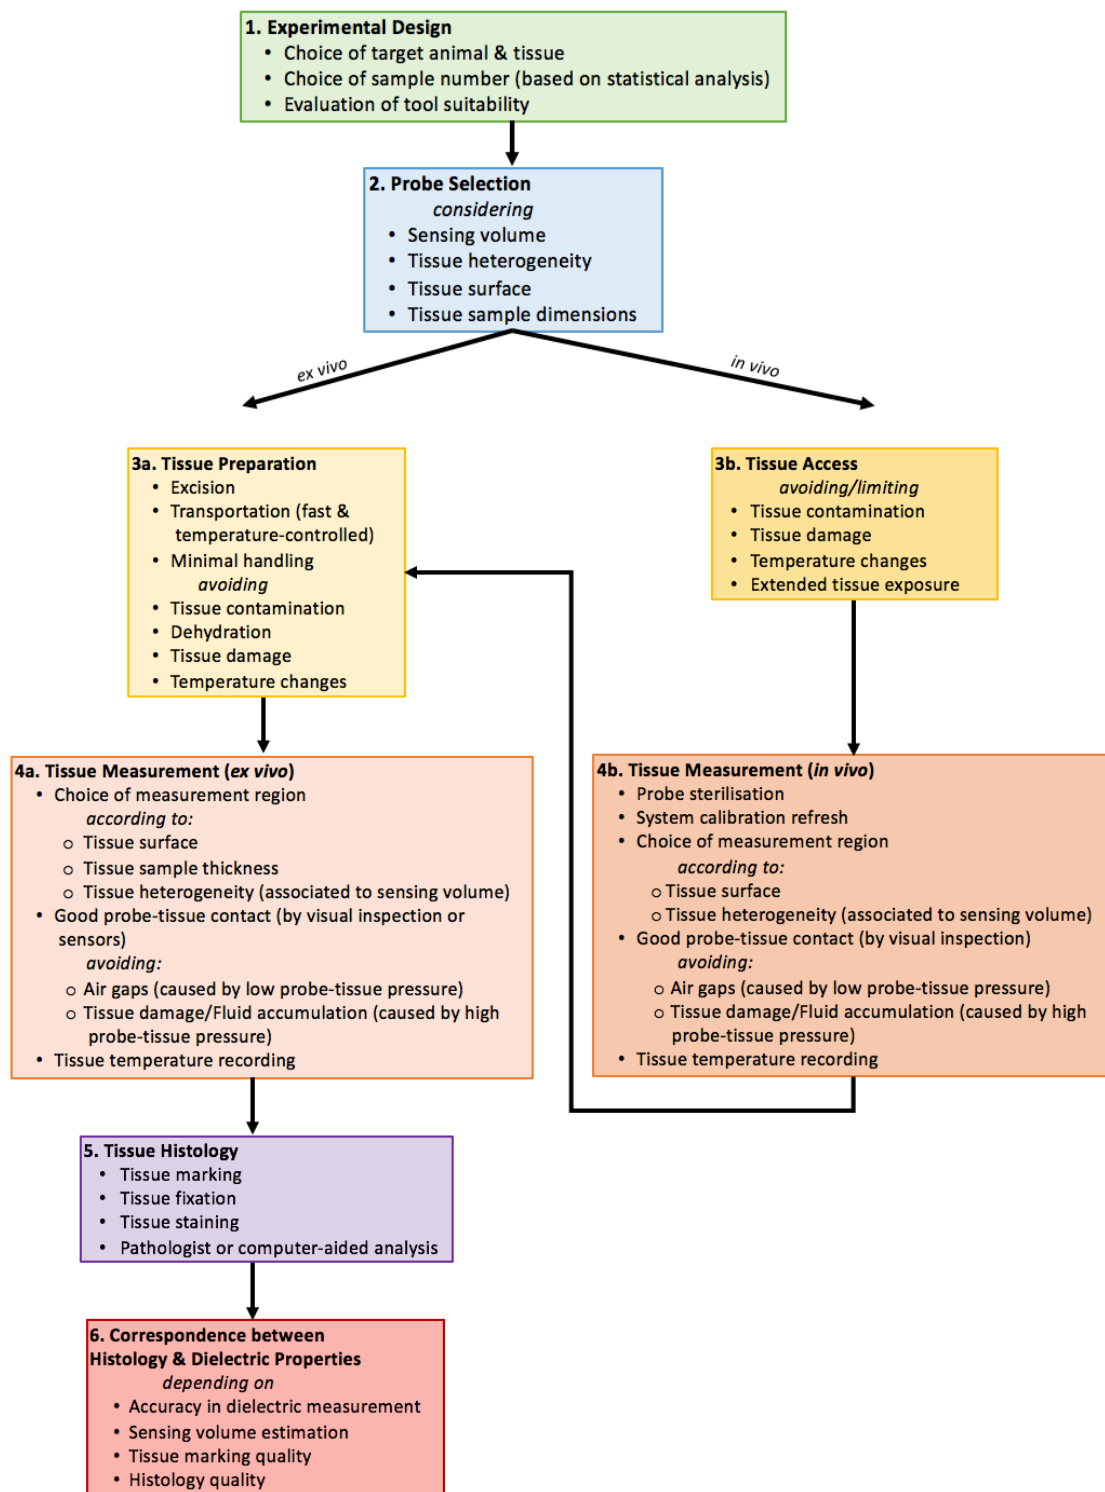 1. Experimental Design
• Choice of target animal & tissue
• Choice of sample number (based on statistical analysis)
• Evaluation of tool suitability
2. Probe Selection
considering
• Sensing volume
• Tissue heterogeneity
• Tissue surface
• Tissue sample dimensions
ex vivo
in vivo
3a. Tissue Preparation
• Excision
• Transportation (fast &
temperature-controlled)
• Minimal handling
avoiding
• Tissue contamination
• Dehydration
• Tissue damage
• Temperature changes
3b. Tissue Access
avoiding/limiting
• Tissue contamination
• Tissue damage
• Temperature changes
• Extended tissue exposure
4a. Tissue Measurement (ex vivo)
• Choice of measurement region
according to:
o Tissue surface
o Tissue sample thickness
o Tissue heterogeneity (associated to sensing volume)
• Good probe-tissue contact (by visual inspection or
sensors)
avoiding:
o Air gaps (caused by low probe-tissue pressure)
o Tissue damage/Fluid accumulation (caused by high
probe-tissue pressure)
• Tissue temperature recording
4b. Tissue Measurement (in vivo)
• Probe sterilisation
• System calibration refresh
• Choice of measurement region
according to:
o Tissue surface
o Tissue heterogeneity (associated to sensing volume)
• Good probe-tissue contact (by visual inspection)
avoiding:
o Air gaps (caused by low probe-tissue pressure)
o Tissue damage/Fluid accumulation (caused by high
probe-tissue pressure)
• Tissue temperature recording
5. Tissue Histology
• Tissue marking
• Tissue fixation
• Tissue staining
• Pathologist or computer-aided analysis
6. Correspondence between
Histology & Dielectric Properties
depending on
• Accuracy in dielectric measurement
• Sensing volume estimation
• Tissue marking quality
• Histology quality